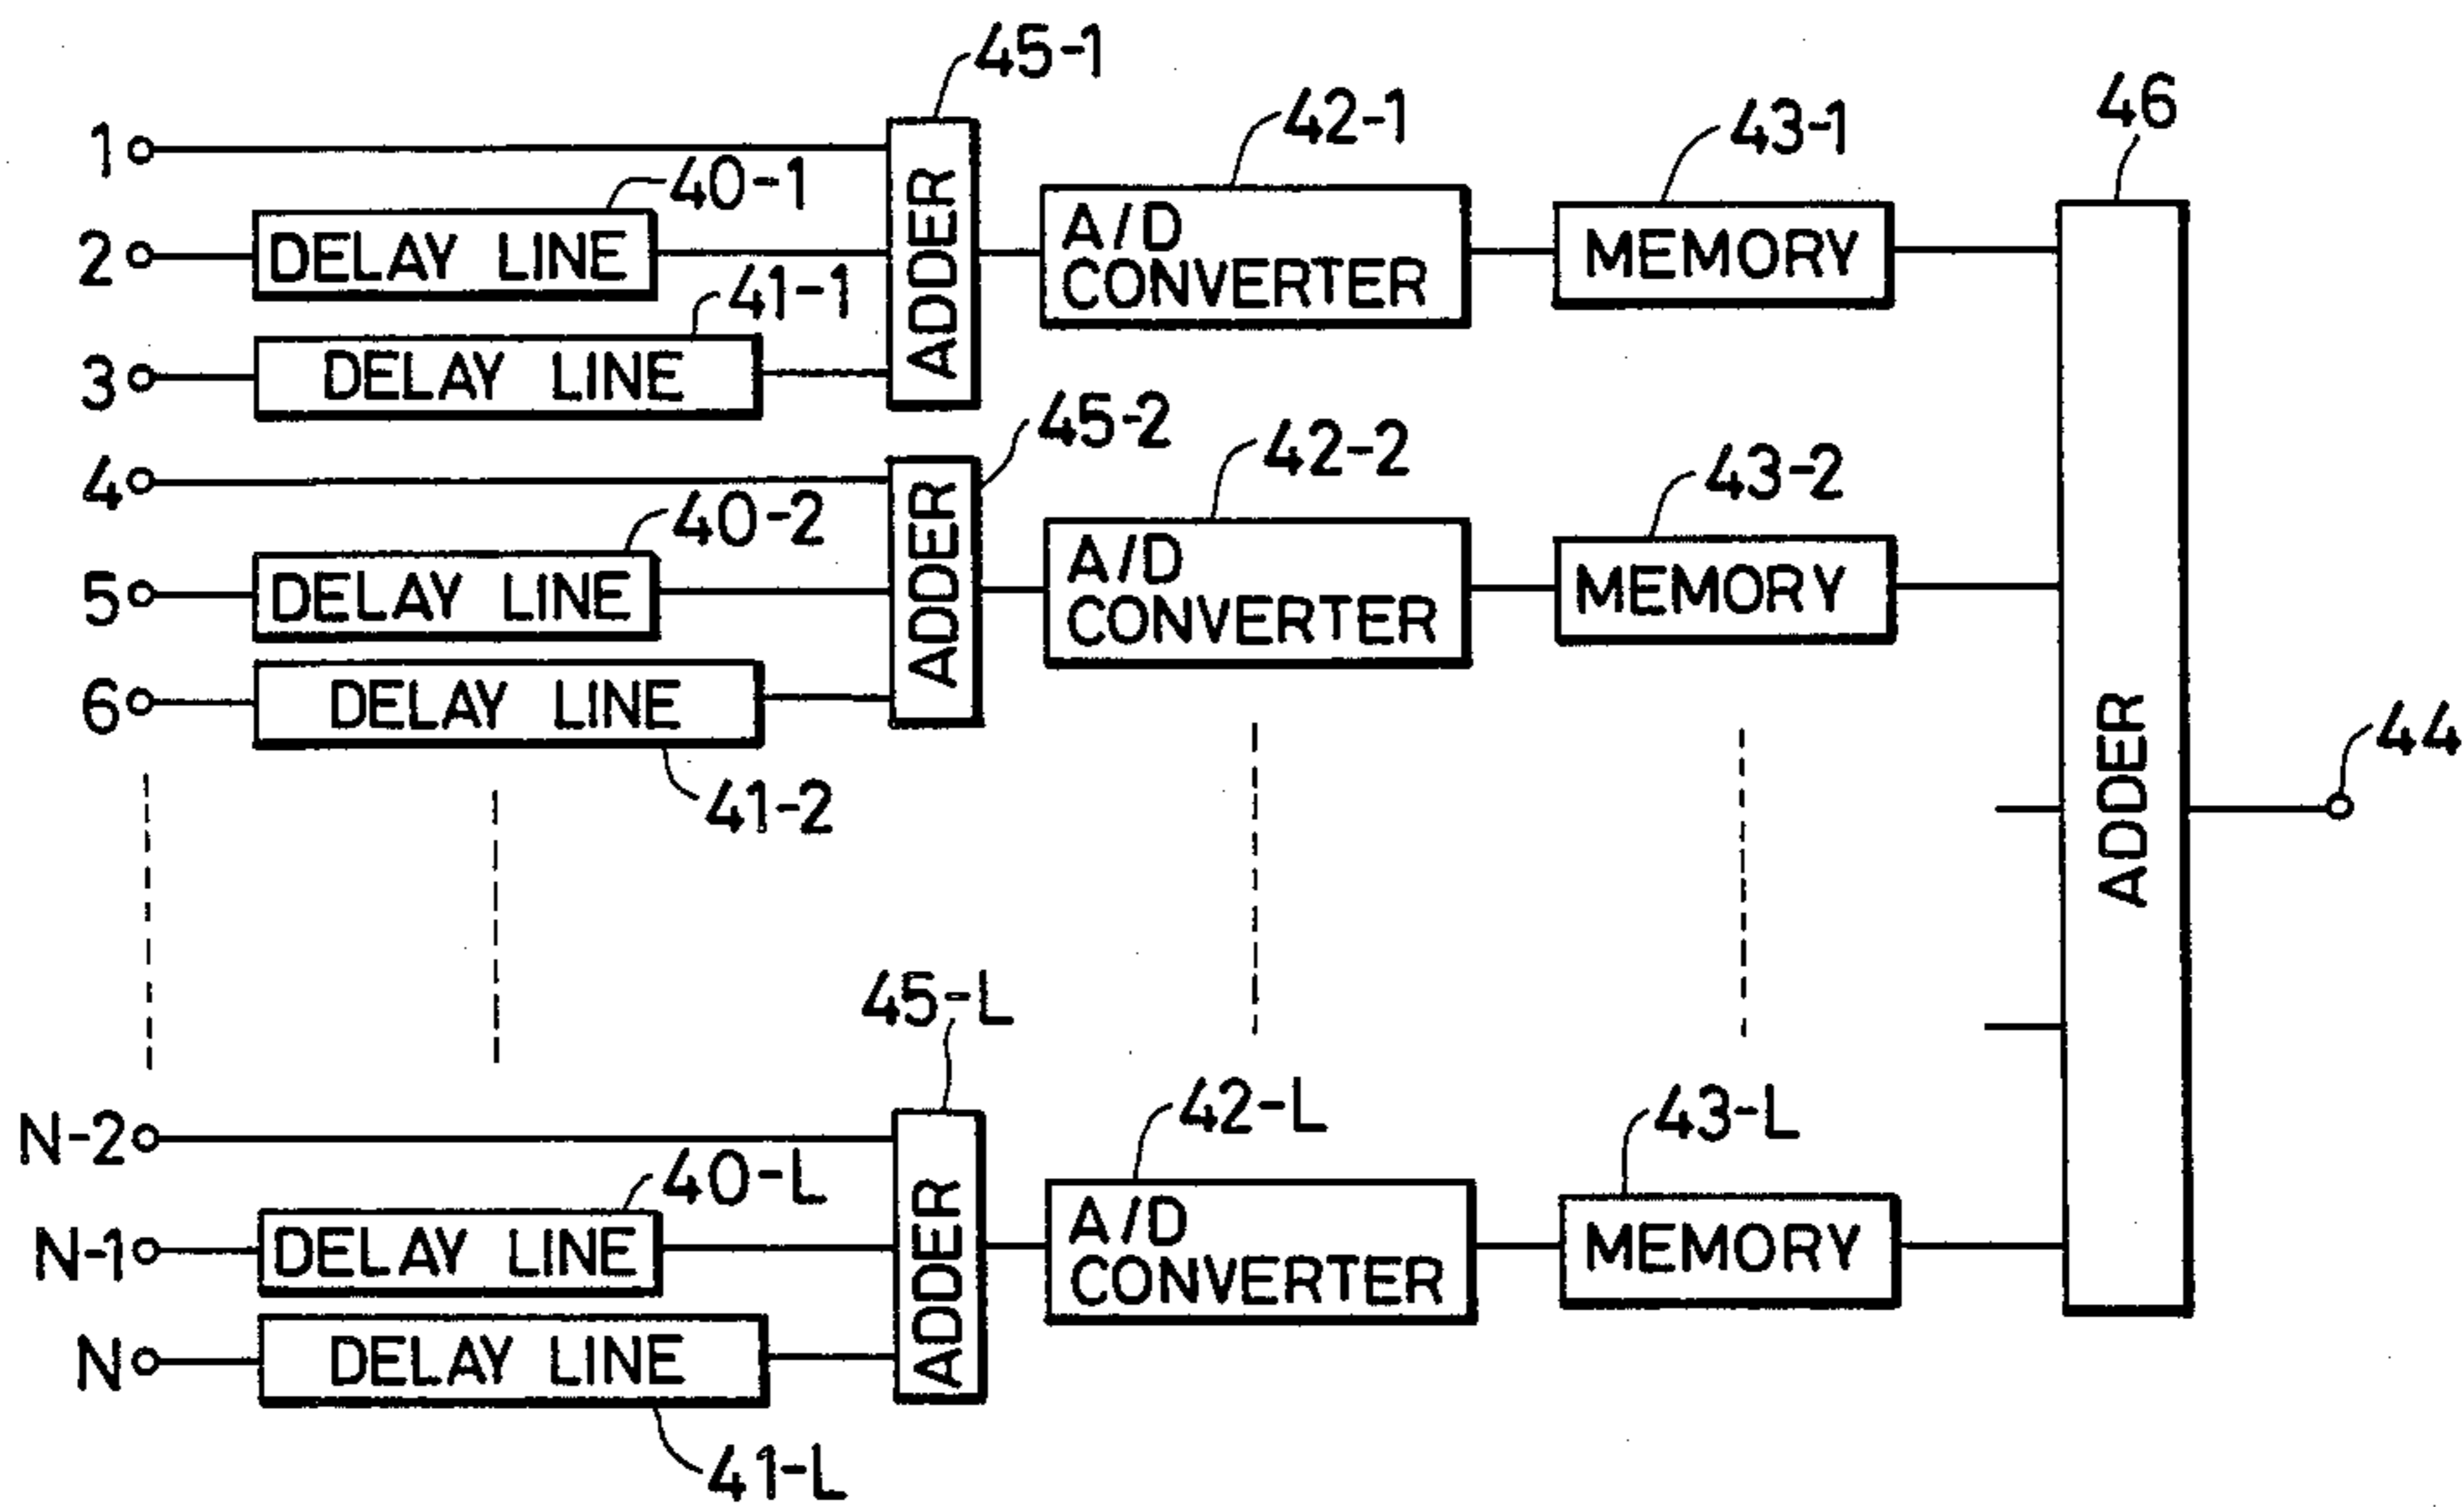 45-1
42-1
43-1
46
1
40-1
2
DELAY LINE
41-1
3
DELAY LINE
ADDER
A/D
CONVERTER
MEMORY
45-2
42-2
43-2
4
40-2
5
DELAY LINE
6
DELAY LINE
41-2
ADDER
A/D
CONVERTER
MEMORY
ADDER
44
45-L
42-L
43-L
N-2
40-L
N-1
DELAY LINE
N
DELAY LINE
41-L
ADDER
A/D
CONVERTER
MEMORY